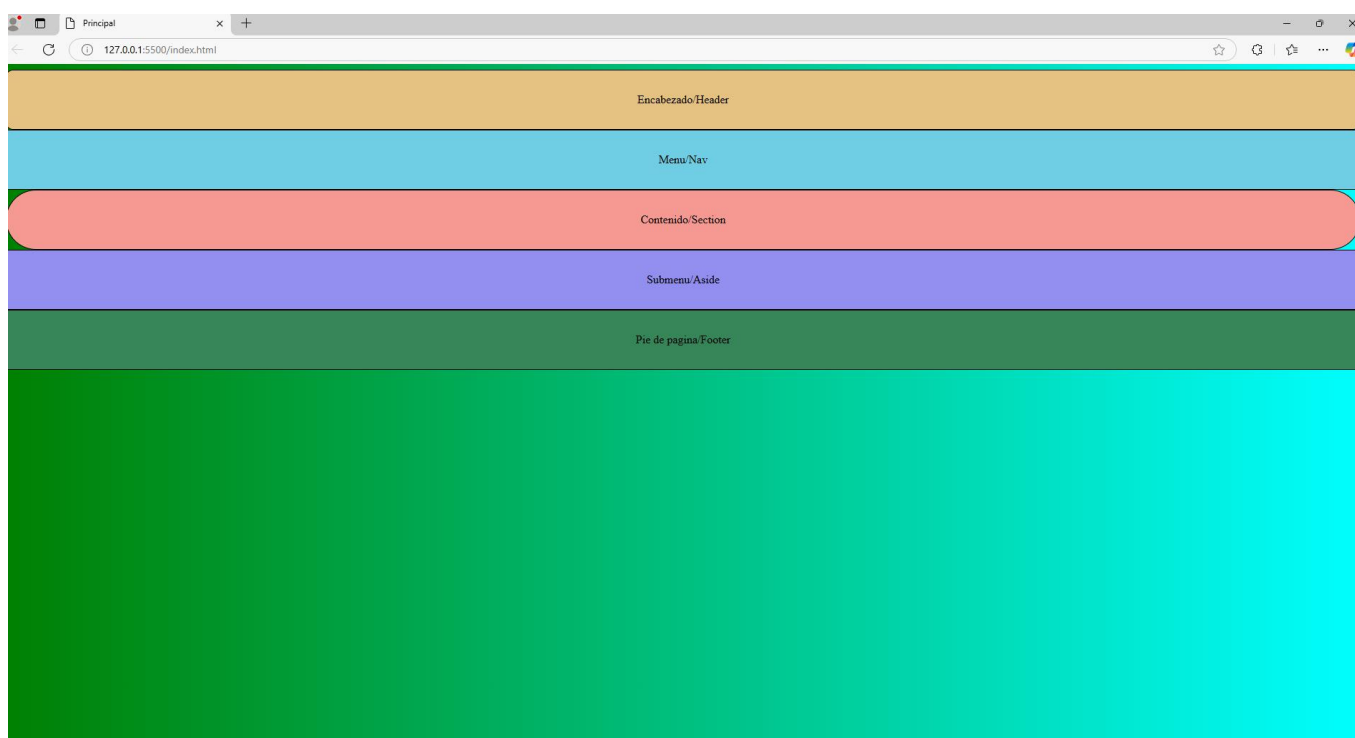 Principal
127.0.0.1:5500/index.html
Encabezado/Header
Menu/Nav
Contenido/Section
Submenu/Aside
Pie de pagina/Footer